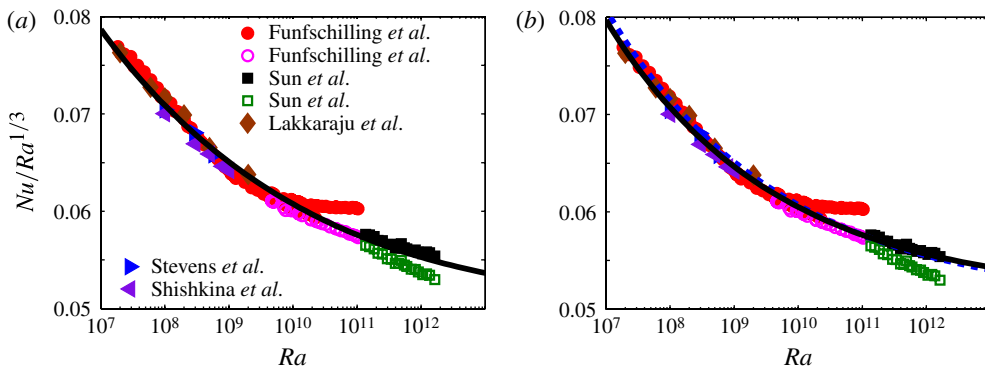 (a)
0.08
0.07
0.06
0.05
Nu/Ra^{1/3}
Funfschilling et al.
Funfschilling et al.
Sun et al.
Sun et al.
Lakkaraju et al.
Stevens et al.
Shishkina et al.
10^7 10^8 10^9 10^{10} 10^{11} 10^{12}
Ra
(b)
0.08
0.07
0.06
0.05
10^7 10^8 10^9 10^{10} 10^{11} 10^{12}
Ra